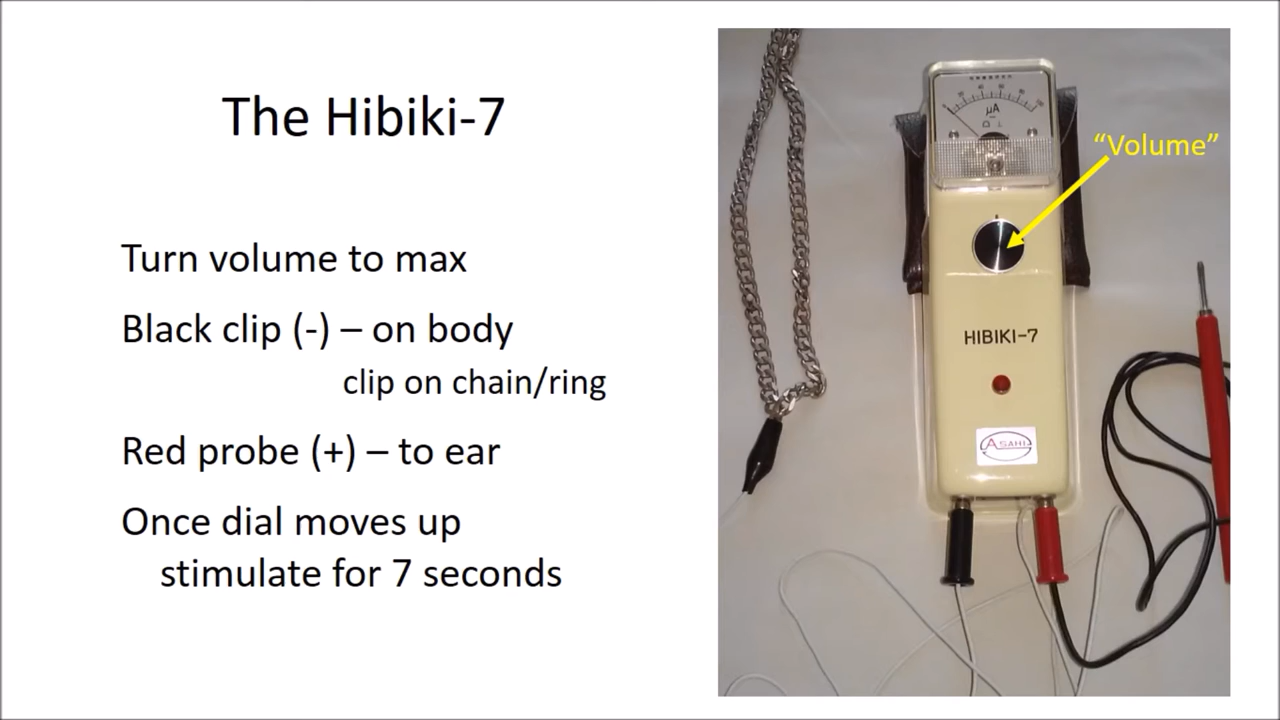 The Hibiki-7
Turn volume to max
Black clip (-) – on body
clip on chain/ring
Red probe (+) – to ear
Once dial moves up
stimulate for 7 seconds
“Volume”
μA
HIBIKI-7
ASAHI